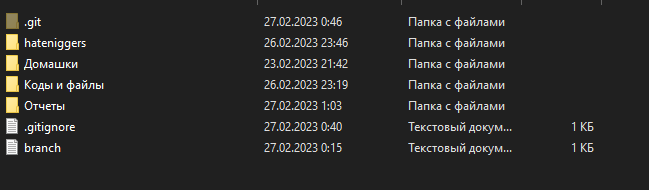 .git 27.02.2023 0:46 Папка с файлами
hateniggers 26.02.2023 23:46 Папка с файлами
Домашки 23.02.2023 21:42 Папка с файлами
Коды и файлы 26.02.2023 23:19 Папка с файлами
Отчеты 27.02.2023 1:03 Папка с файлами
.gitignore 27.02.2023 0:40 Текстовый докум... 1 КБ
branch 27.02.2023 0:15 Текстовый докум... 1 КБ